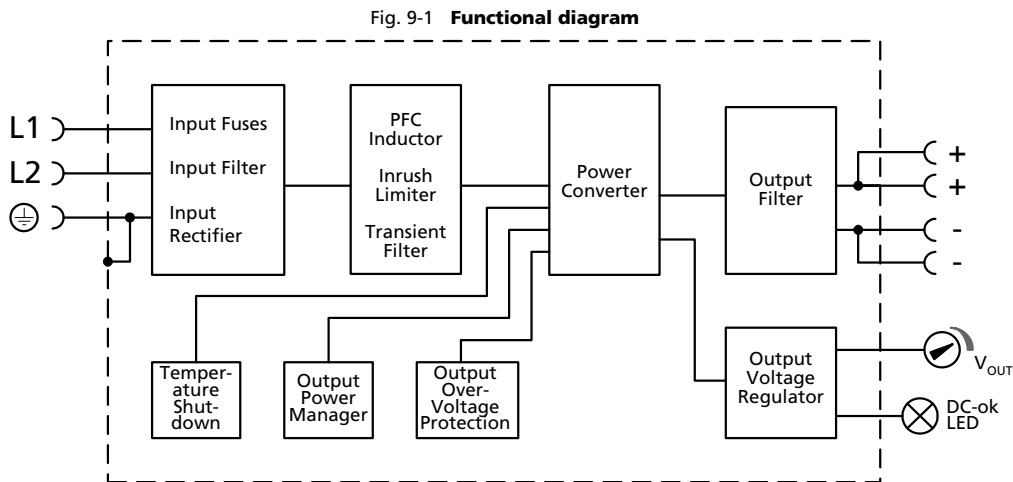 Fig. 9-1 Functional diagram
L1
L2
Input Fuses
Input Filter
Input
Rectifier
PFC
Inductor
Inrush
Limiter
Transient
Filter
Power
Converter
Output
Filter
+
+
-
-
Temper-
ature
Shut-
down
Output
Power
Manager
Output
Over-
Voltage
Protection
Output
Voltage
Regulator
VOUT
DC-ok
LED